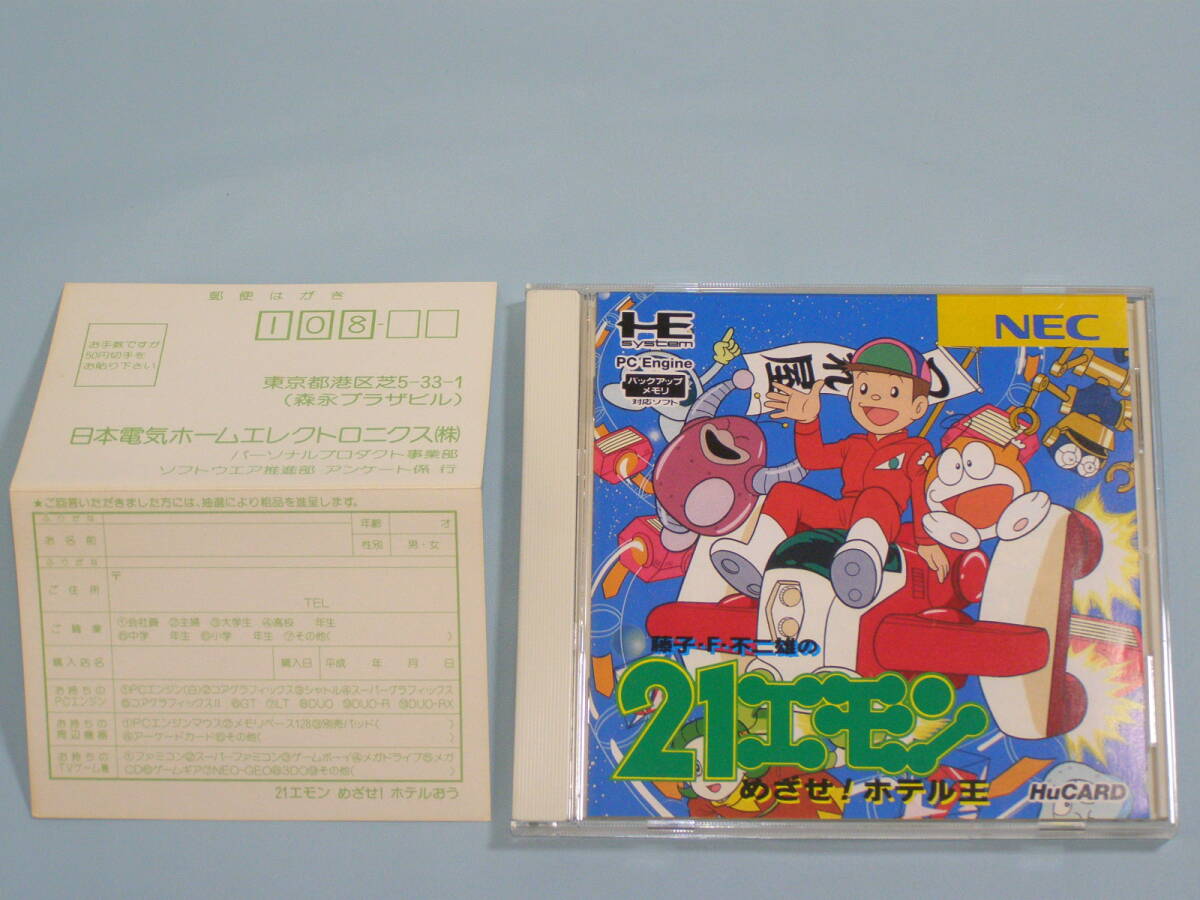 郵便はがき
108-
お手数ですが
50円切手を
お貼り下さい
東京都港区芝5-33-1
(森永プラザビル)
日本電気ホームエレクトロニクス(株)
パーソナルプロダクト事業部
ソフトウエア推進部 アンケート係 行
★ご回答いただきました方には、抽選により粗品を進呈します。
ふりがな
お名前
年齢 才
性別 男・女
ふりがな
ご住所
〒
TEL
ご職業
①会社員 ②主婦 ③大学生 ④高校 年生
⑤中学 年生 ⑥小学 年生 ⑦その他( )
購入店名
購入日 平成 年 月 日
お持ちの
PCエンジン
①PCエンジン(白)②コアグラフィックス③シャトル④スーパーグラフィックス
⑤コアグラフィックスII ⑥GT ⑦LT ⑧DUO ⑨DUO-R ⑩DUO-RX
お持ちの
周辺機器
①PCエンジンマウス②メモリベース128③別売パッド( )
④アーケードカード⑤その他( )
お持ちの
TVゲーム機
①ファミコン②スーパーファミコン③ゲームボーイ④メガドライブ⑤メガ
CD⑥ゲームギア⑦NEO-GEO⑧3DO⑨その他( )
21エモン めざせ! ホテルおう
HE
system
PC Engine
バックアップ
メモリ
対応ソフト
NEC
つ
れ
屋
藤子・F・不二雄の
21エモン
めざせ!ホテル王
HuCARD